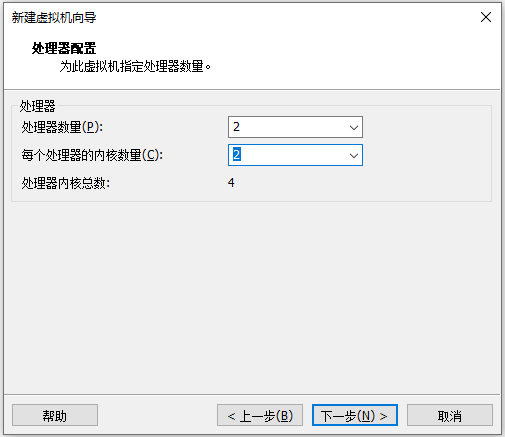 新建虚拟机向导
处理器配置
为此虚拟机指定处理器数量。
处理器
处理器数量(P):
2
每个处理器的内核数量(C):
2
处理器内核总数:
4
帮助
< 上一步(B)
下一步(N) >
取消